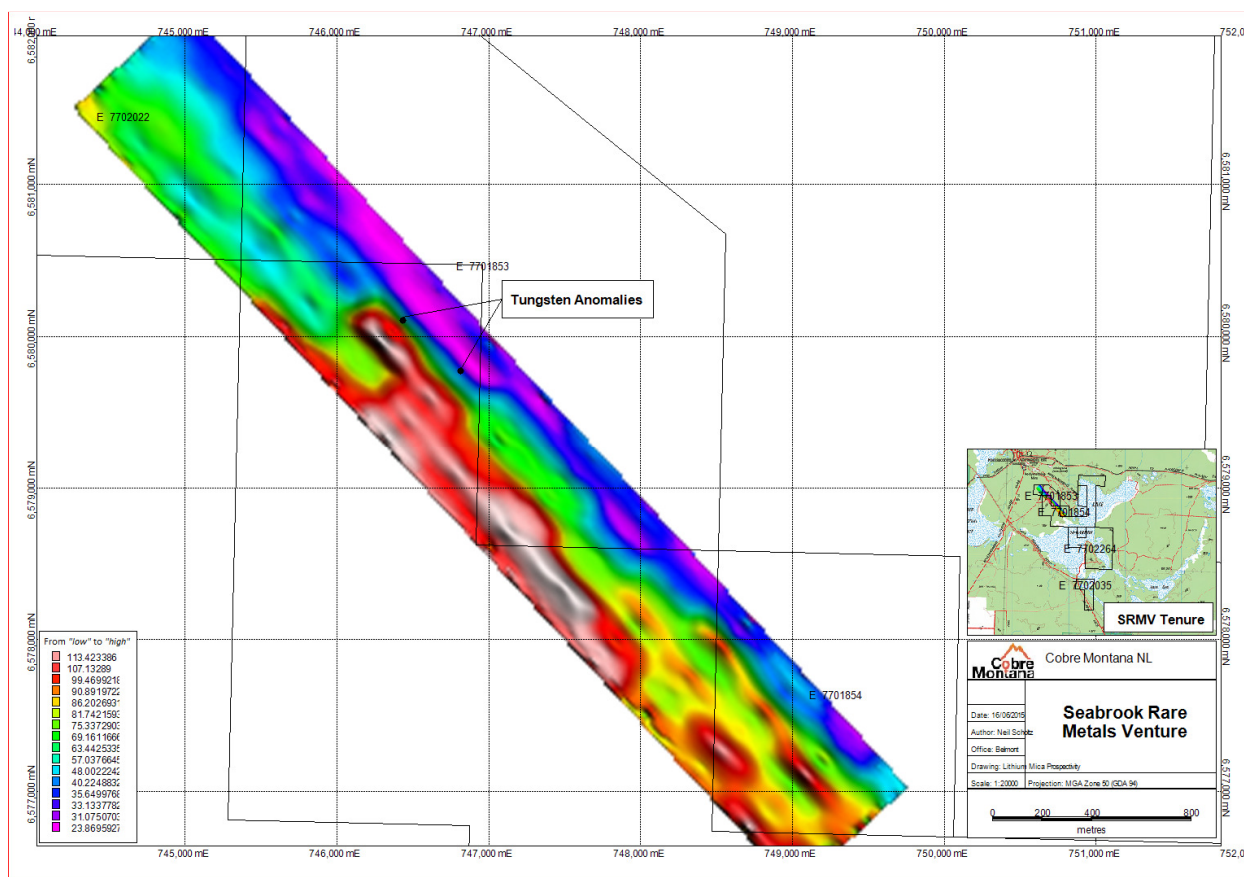 745,000 mE
746,000 mE
747,000 mE
748,000 mE
749,000 mE
750,000 mE
751,000 mE
752,0
6,582,000
6,581,000 mN
6,580,000 mN
6,579,000 mN
6,578,000 mN
6,577,000 mN
E 7702022
E 7701853
Tungsten Anomalies
E 7701854
6,581,000 mN
6,580,000 mN
6,579,000 mN
6,578,000 mN
6,577,000 mN
From "low" to "high"
113.423386
107.13289
99.4699218
90.8919722
86.202693
81.742159
75.337290
69.161166
63.442533
57.037664
48.0022242
40.224883
35.649976
33.133778
31.075070
23.869592
E 7701853
E 7701854
E 7702264
E 7702035
SRMV Tenure
Cobre Montana
Cobre Montana NL
Seabrook Rare
Metals Venture
Date: 16/06/2015
Author: Neil Scholtz
Office: Belmont
Drawing: Lithium Mica Prospectivity
Scale: 1:20000
Projection: MGA Zone 50 (GDA 94)
0 200 400 800
metres
745,000 mE
746,000 mE
747,000 mE
748,000 mE
749,000 mE
750,000 mE
751,000 mE
752,0